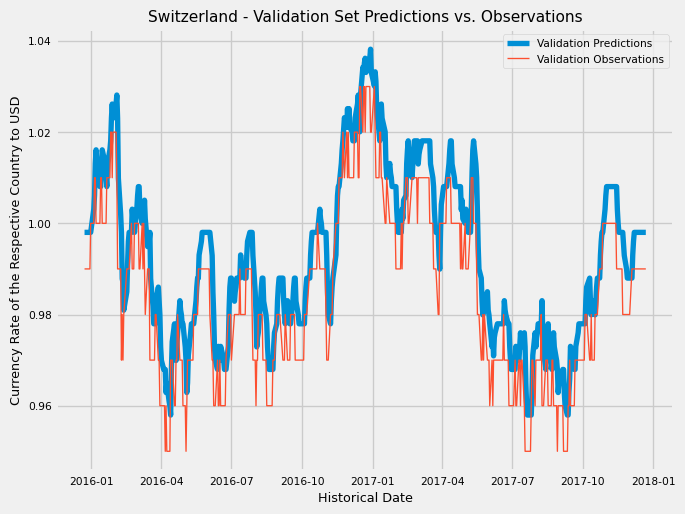 Switzerland - Validation Set Predictions vs. Observations
Validation Predictions
Validation Observations
Currency Rate of the Respective Country to USD
1.04
1.02
1.00
0.98
0.96
2016-01
2016-04
2016-07
2016-10
2017-01
2017-04
2017-07
2017-10
2018-01
Historical Date